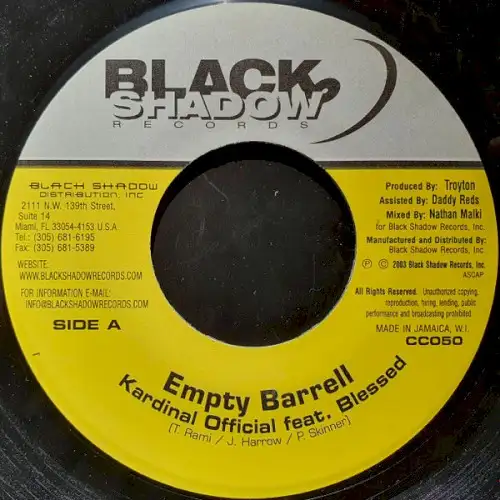 BLACK
SHADOW
RECORDS
BLACK SHADOW
DISTRIBUTION, INC
2111 N.W. 139th Street,
Suite 14
Miami, FL 33054-4153 U.S.A
Tel.: (305) 681-6195
Fax: (305) 681-5389
WEBSITE:
WWW.BLACKSHADOWRECORDS.COM
FOR INFORMATION E-MAIL:
INFO@BLACKSHADOWRECORDS.COM
SIDE A
Produced By: Troyton
Assisted By: Daddy Reds
Mixed By: Nathan Malki
for Black Shadow Records, Inc.
Manufactured and Distributed By:
Black Shadow Records, Inc.
℗ © 2003 Black Shadow Records, Inc.
ASCAP
All Rights Reserved. Unauthorized copying,
reproduction, hiring, lending, public
performance and broadcasting prohibited
MADE IN JAMAICA, W.I.
CC050
Empty Barrell
Kardinal Official feat. Blessed
(T. Rami / J. Harrow / P. Skinner)